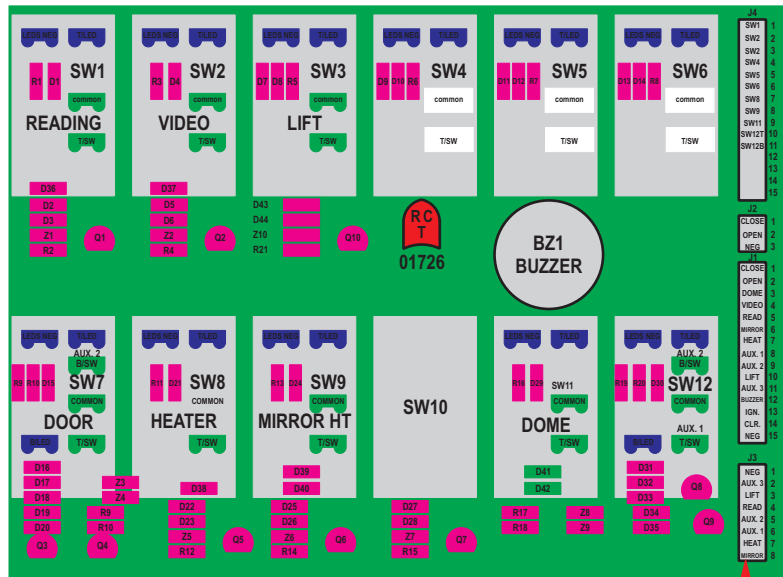 LEDS NEG T/LED LEDS NEG T/LED LEDS NEG T/LED LEDS NEG T/LED LEDS NEG T/LED LEDS NEG T/LED
R1 D1 SW1 R3 D4 SW2 D7 D8 R5 SW3 D9 D10 R6 SW4 D11 D12 R7 SW5 D13 D14 R8 SW6
common common common common common common
READING VIDEO LIFT
T/SW T/SW T/SW T/SW T/SW T/SW
D36 D37
D2 D5 D43
D3 D6 D44
Z1 Q1 Z2 Q2 Z10 Q10
R2 R4 R21
RC
T
01726
BZ1
BUZZER
J4
SW1 1
SW2 2
SW2 3
SW4 4
SW5 5
SW6 6
SW8 7
SW9 8
SW11 9
SW12T 10
SW12B 11
12
13
14
15
J2
CLOSE 1
OPEN 2
NEG 3
J1
CLOSE 1
OPEN 2
DOME 3
VIDEO 4
READ 5
MIRROR 6
HEAT 7
AUX. 1 8
AUX. 2 9
LIFT 10
AUX. 3 11
BUZZER 12
IGN. 13
CLR. 14
NEG 15
J3
NEG 1
AUX. 3 2
LIFT 3
READ 4
AUX. 2 5
AUX. 1 6
HEAT 7
MIRROR 8
LEDS NEG T/LED LEDS NEG T/LED LEDS NEG T/LED LEDS NEG T/LED LEDS NEG T/LED
AUX. 2 AUX. 2
B/SW B/SW
R9 R10 D15 SW7 R11 D21 SW8 R13 D24 SW9 SW10 R16 D29 SW11 R19 R20 D30 SW12
COMMON COMMON COMMON COMMON COMMON
DOOR HEATER MIRROR HT DOME AUX. 1
B/LED T/SW T/SW T/SW T/SW B/LED T/SW
D16 D39 D41 D31
D17 Z3 D38 D40 D42 D32 Q8
D18 Z4 D22 D25 D27 D33
D19 R9 D23 D26 D28 R17 Z8 D34 Q9
D20 R10 Z5 Q5 Z6 Q6 Z7 Q7 R18 Z9 D35
Q3 Q4 R12 R14 R15